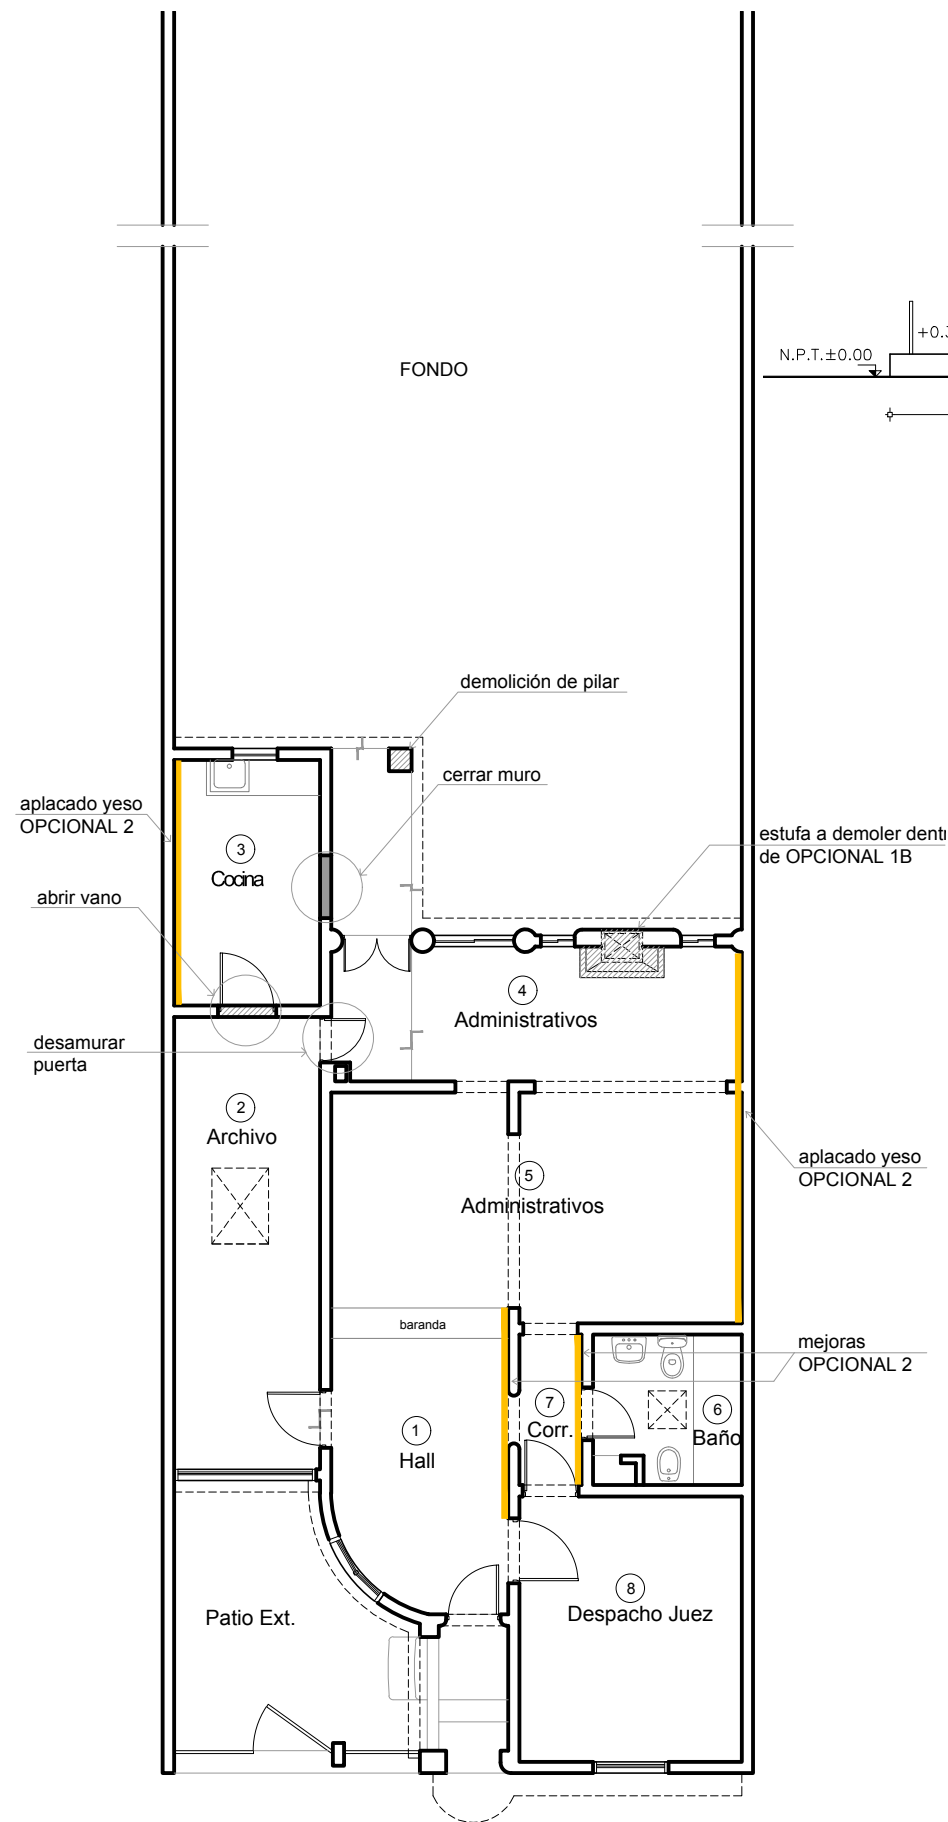 +0.
N.P.T.±0.00
FONDO
demolición de pilar
cerrar muro
aplacado yeso
OPCIONAL 2
estufa a demoler
de OPCIONAL 1B
3
Cocina
abrir vano
4
Administrativos
desamurar
puerta
2
Archivo
aplacado yeso
OPCIONAL 2
5
Administrativos
baranda
mejoras
OPCIONAL 2
7
Corr.
6
Baño
1
Hall
8
Despacho Juez
Patio Ext.